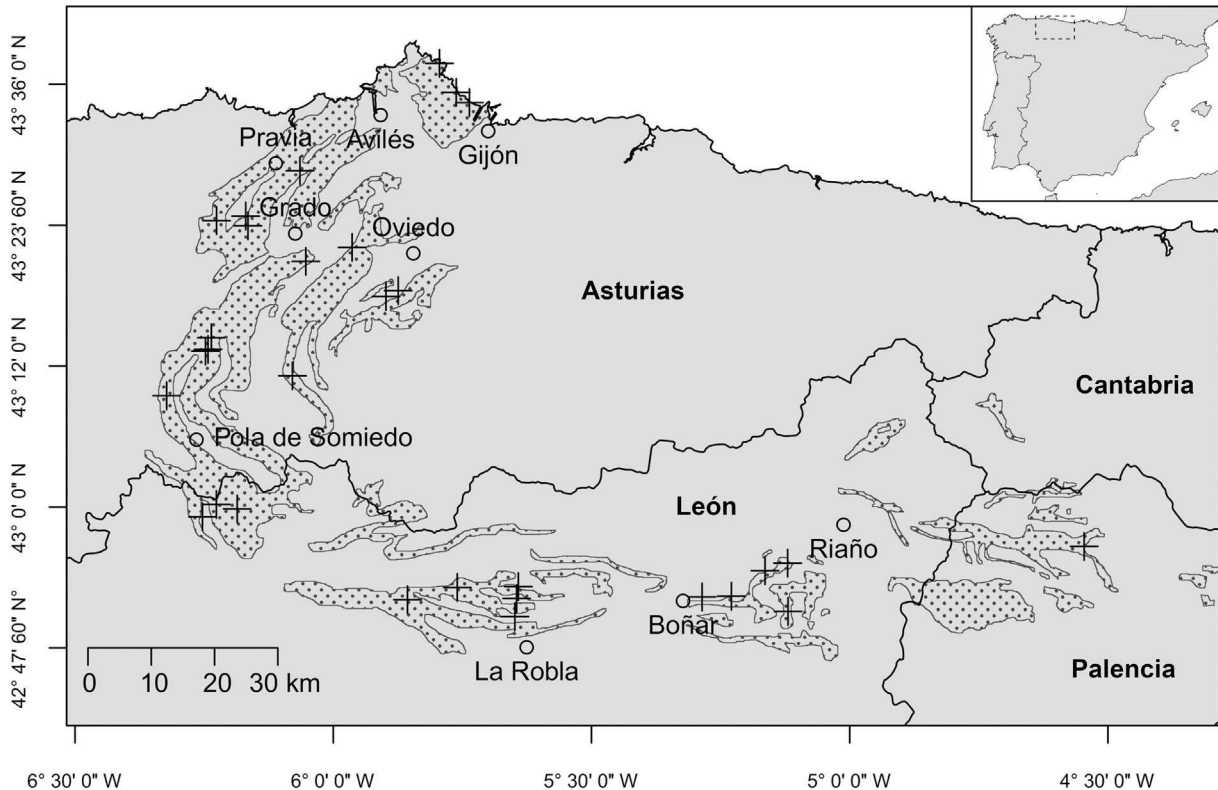 43° 36' 0" N
43° 23' 60" N
43° 12' 0" N
43° 0' 0" N
42° 47' 60" N
Pravia
Avilés
Gijón
Grado
Oviedo
Asturias
Cantabria
Pola de Somiedo
León
Riaño
Boñar
La Robla
Palencia
0 10 20 30 km
6° 30' 0" W
6° 0' 0" W
5° 30' 0" W
5° 0' 0" W
4° 30' 0" W